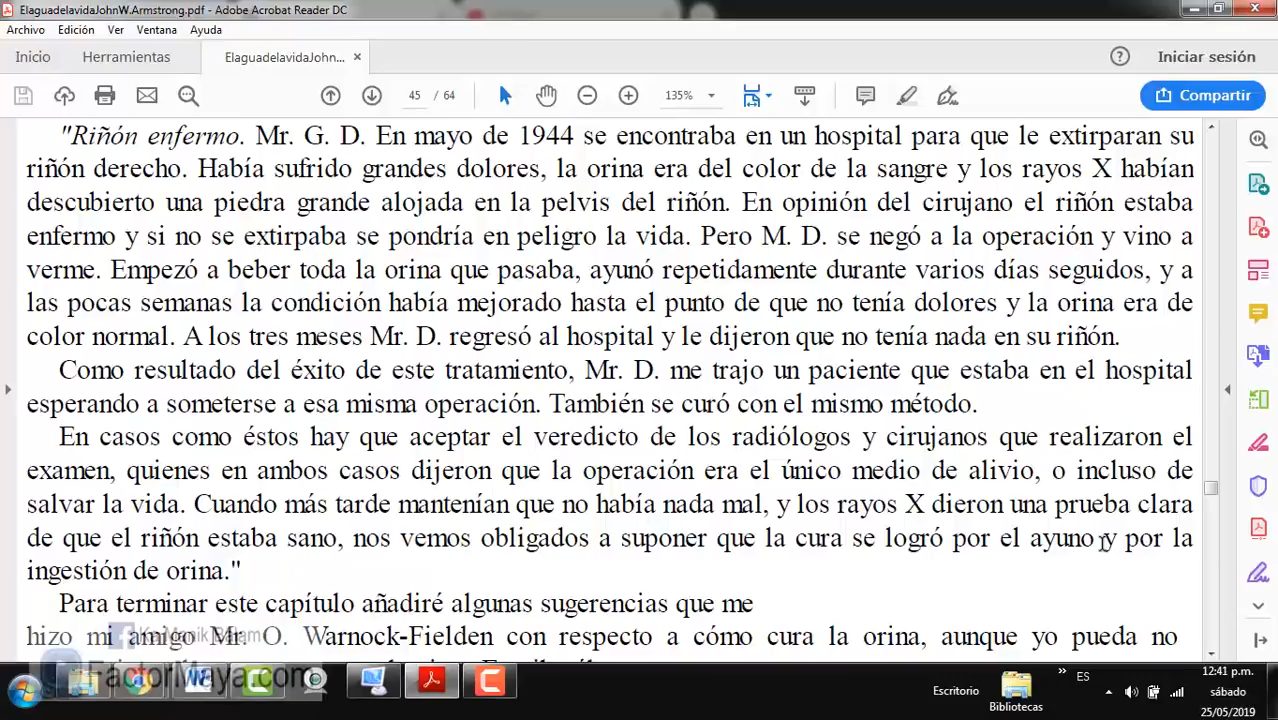 ElaguadelavidaJohnW.Armstrong.pdf - Adobe Acrobat Reader DC
Archivo Edición Ver Ventana Ayuda
Inicio Herramientas ElaguadelavidaJohn... Iniciar sesión
45 / 64 135% Compartir
"Riñón enfermo. Mr. G. D. En mayo de 1944 se encontraba en un hospital para que le extirparan su
riñón derecho. Había sufrido grandes dolores, la orina era del color de la sangre y los rayos X habían
descubierto una piedra grande alojada en la pelvis del riñón. En opinión del cirujano el riñón estaba
enfermo y si no se extirpaba se pondría en peligro la vida. Pero M. D. se negó a la operación y vino a
verme. Empezó a beber toda la orina que pasaba, ayunó repetidamente durante varios días seguidos, y a
las pocas semanas la condición había mejorado hasta el punto de que no tenía dolores y la orina era de
color normal. A los tres meses Mr. D. regresó al hospital y le dijeron que no tenía nada en su riñón.
Como resultado del éxito de este tratamiento, Mr. D. me trajo un paciente que estaba en el hospital
esperando a someterse a esa misma operación. También se curó con el mismo método.
En casos como éstos hay que aceptar el veredicto de los radiólogos y cirujanos que realizaron el
examen, quienes en ambos casos dijeron que la operación era el único medio de alivio, o incluso de
salvar la vida. Cuando más tarde mantenían que no había nada mal, y los rayos X dieron una prueba clara
de que el riñón estaba sano, nos vemos obligados a suponer que la cura se logró por el ayuno y por la
ingestión de orina."
Para terminar este capítulo añadiré algunas sugerencias que me
hizo mi amigo Mr. O. Warnock-Fielden con respecto a cómo cura la orina, aunque yo pueda no
FactorMaya.com
ES
12:41 p.m.
Escritorio
Bibliotecas
sábado
25/05/2019